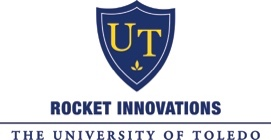 UT
ROCKET INNOVATIONS
THE UNIVERSITY OF TOLEDO